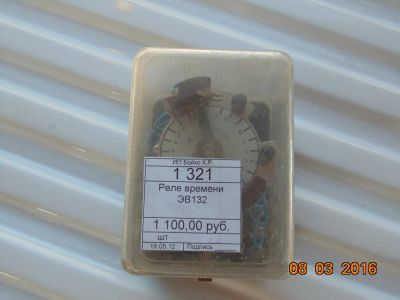 ИП Бойко К.Р.
1 321
Реле времени
ЭВ132
1 100,00 руб.
шт
18.05.12 Подпись
08 03 2016